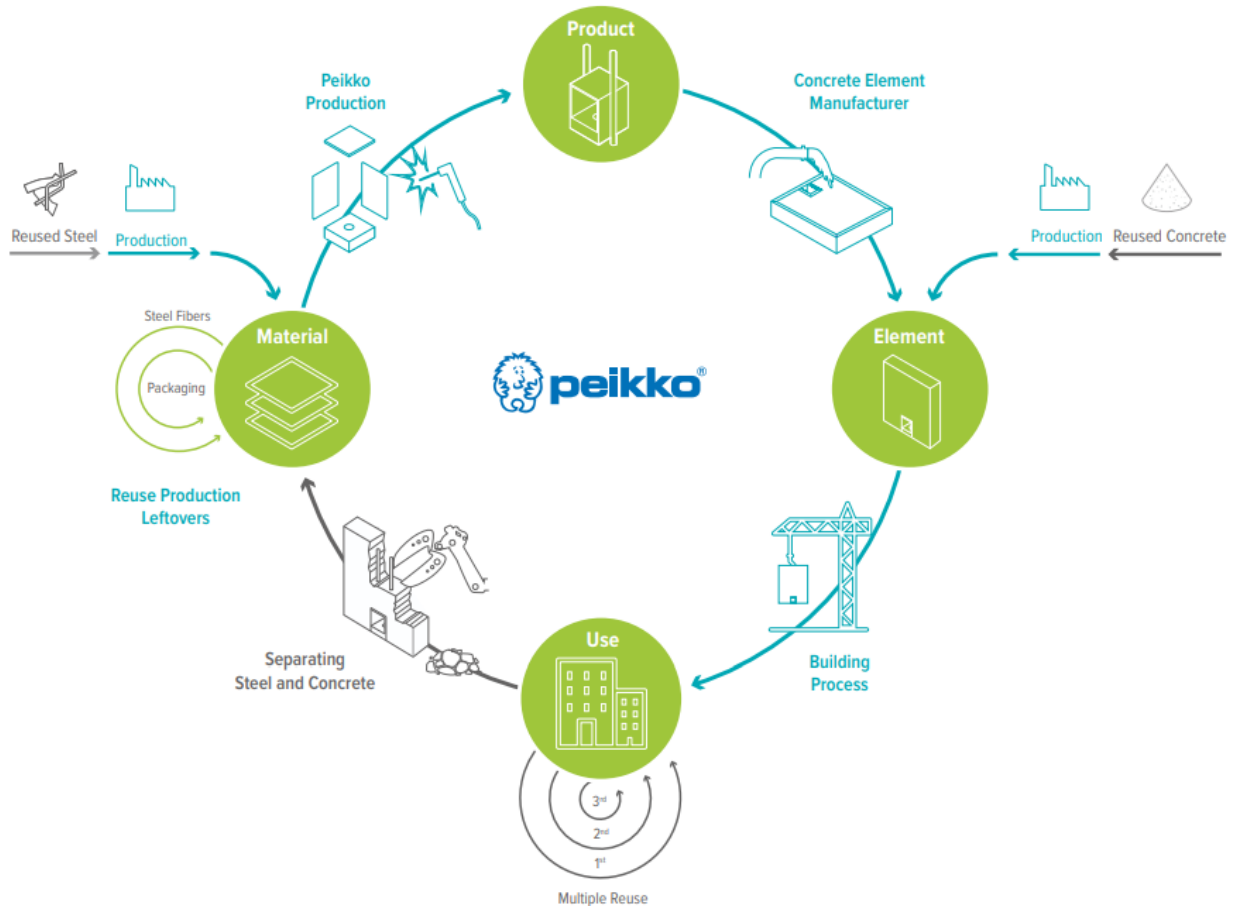 Product
Peikko
Production
Concrete Element
Manufacturer
Reused Steel
Production
Production
Reused Concrete
Steel Fibers
Packaging
Material
Element
peikko®
Reuse Production
Leftovers
Separating
Steel and Concrete
Use
Building
Process
3rd
2nd
1st
Multiple Reuse